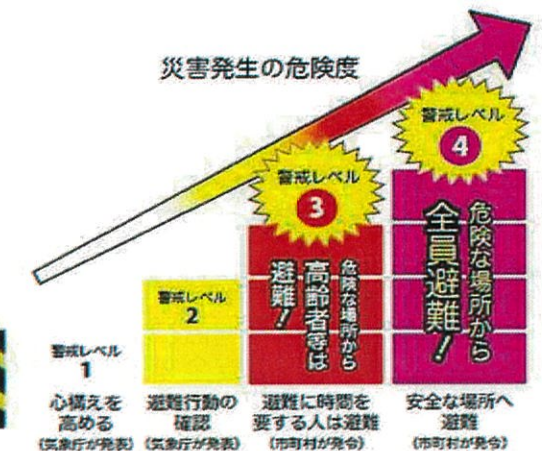 災害発生の危険度
警戒レベル
4
危険な場所から
全員避難！
警戒レベル
3
危険な場所から
高齢者等は
避難！
警戒レベル
2
警戒レベル
1
心構えを
高める
(気象庁が発表)
避難行動の
確認
(気象庁が発表)
避難に時間を
要する人は避難
(市町村が発令)
安全な場所へ
避難
(市町村が発令)